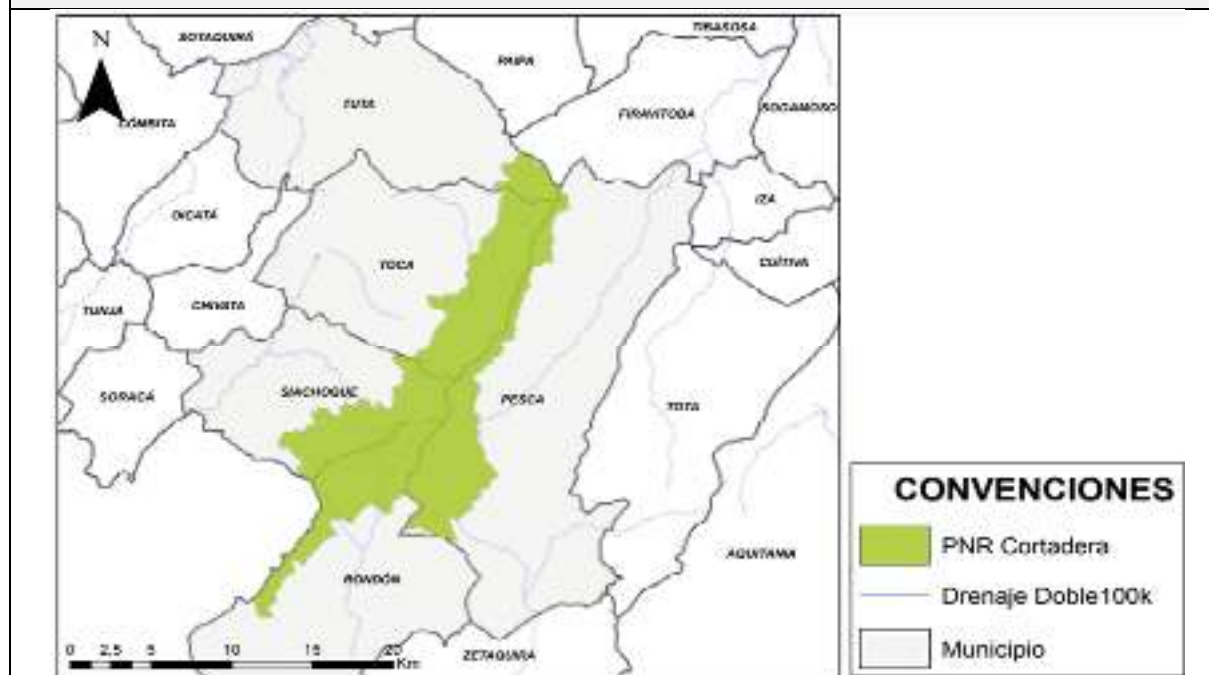 N
SOTAQUIRÁ
TIBASOSA
PAIPA
TUTA
FIRAVITOBA
SOGAMOSO
CÓMBITA
OICATÁ
IZA
TOCA
CUÍTIVA
TUNJA
CHIVATA
SORACÁ
SIACHOQUE
PESCA
TOTA
AQUITANIA
RONDÓN
ZETAQUIRA
0 2,5 5 10 15 20
Km
CONVENCIONES
PNR Cortadera
Drenaje Doble100k
Municipio